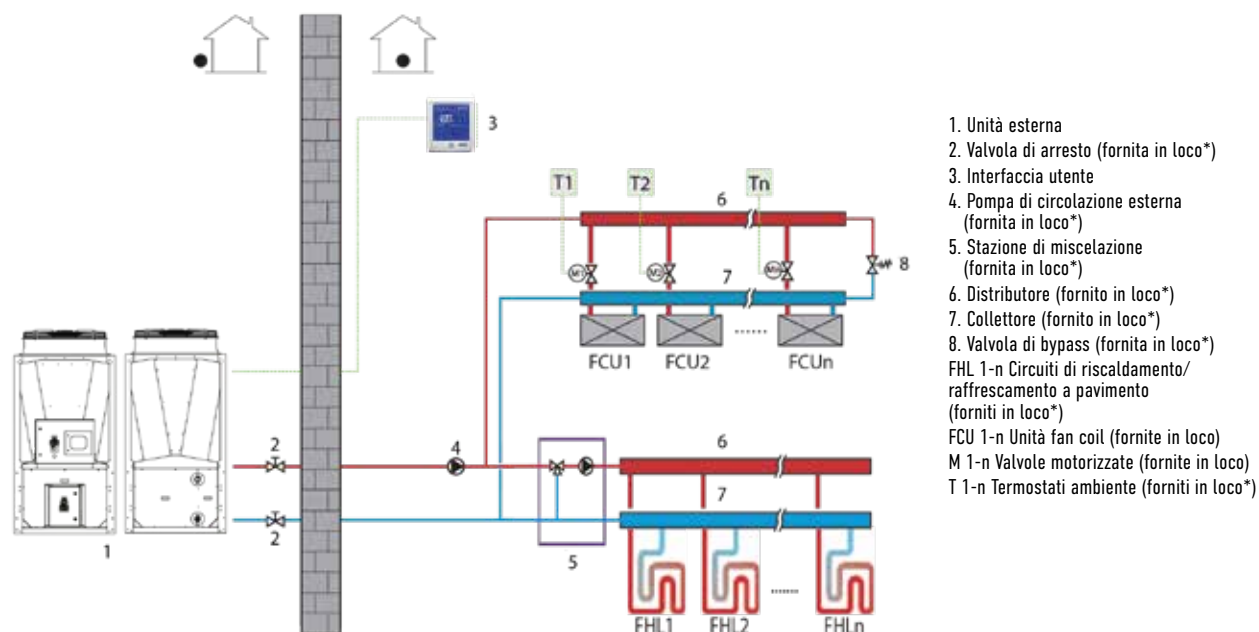 3
T1 T2 Tn
6
M1 M2 Mn
8
7
FCU1 FCU2 ...... FCUn
2
4
6
7
2
1
5
FHL1 FHL2 ...... FHLn
1. Unità esterna
2. Valvola di arresto (fornita in loco*)
3. Interfaccia utente
4. Pompa di circolazione esterna
(fornita in loco*)
5. Stazione di miscelazione
(fornita in loco*)
6. Distributore (fornito in loco*)
7. Collettore (fornito in loco*)
8. Valvola di bypass (fornita in loco*)
FHL 1-n Circuiti di riscaldamento/
raffrescamento a pavimento
(forniti in loco*)
FCU 1-n Unità fan coil (fornite in loco)
M 1-n Valvole motorizzate (fornite in loco)
T 1-n Termostati ambiente (forniti in loco*)